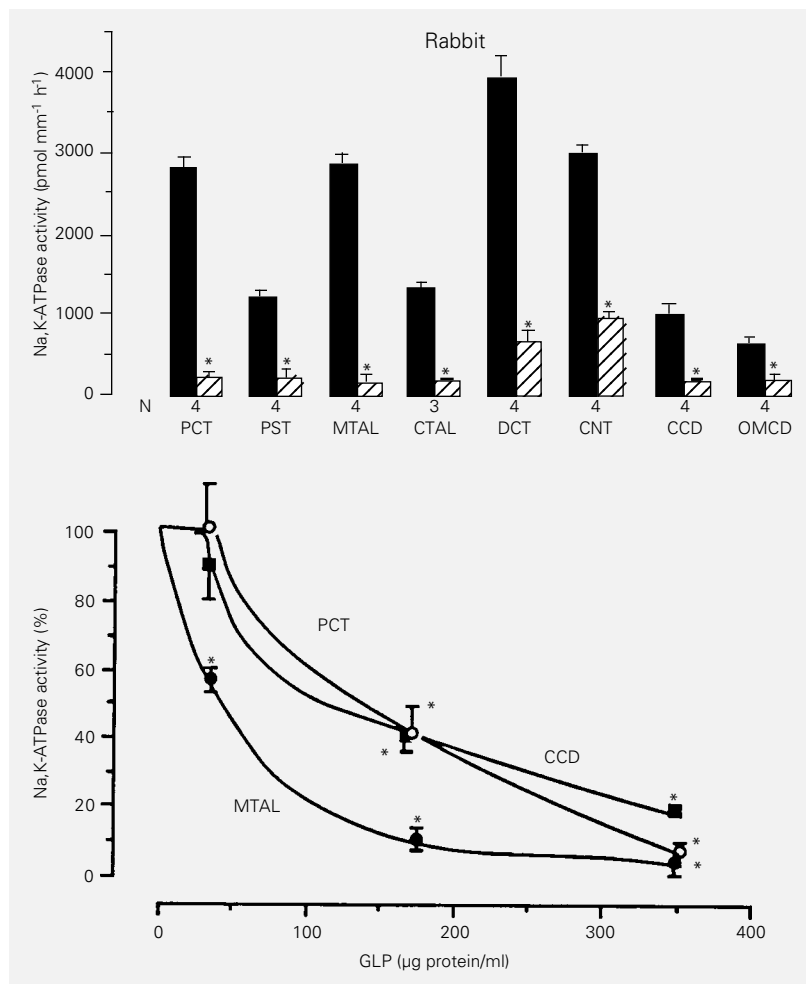 Rabbit
Na,K-ATPase activity (pmol mm-1 h-1)
4000
3000
2000
1000
0
* * * * * * * *
N 4 4 4 3 4 4 4 4
PCT PST MTAL CTAL DCT CNT CCD OMCD
Na,K-ATPase activity (%)
100
80
60
40
20
0
PCT
*
*
*
CCD
MTAL
*
*
*
*
0 100 200 300 400
GLP (µg protein/ml)